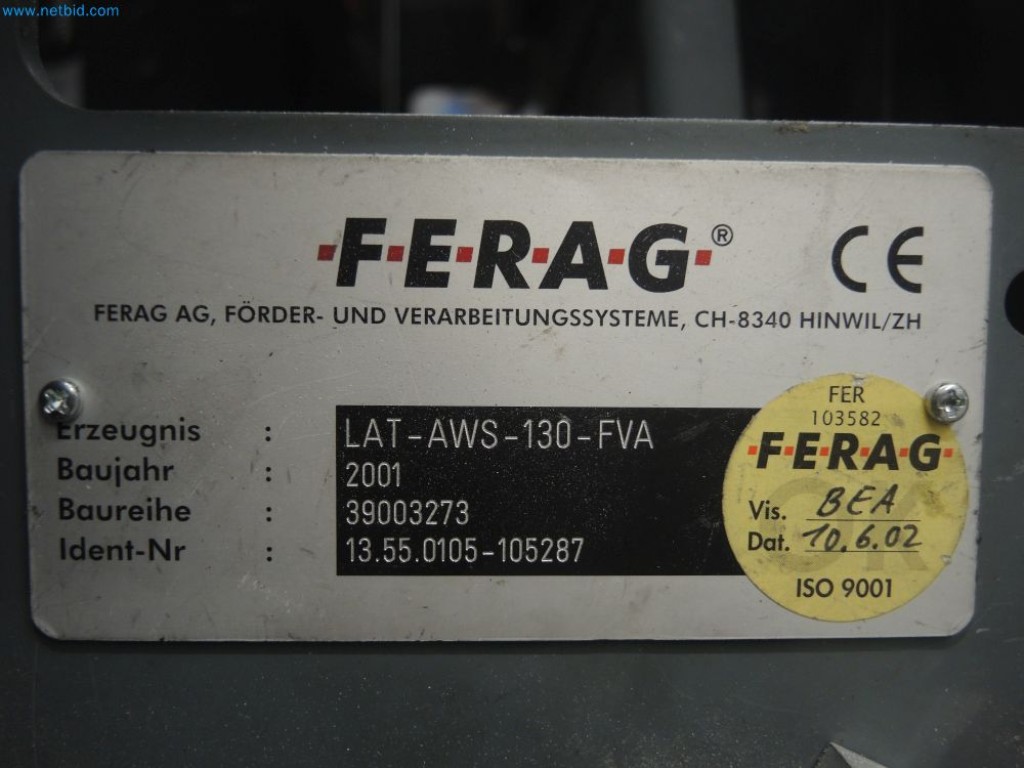 www.netbid.com
·F·E·R·A·G·® CE
FERAG AG, FÖRDER- UND VERARBEITUNGSSYSTEME, CH-8340 HINWIL/ZH
Erzeugnis : LAT-AWS-130-FVA
Baujahr : 2001
Baureihe : 39003273
Ident-Nr : 13.55.0105-105287
FER
103582
·F·E·R·A·G·
OK
Vis. BEA
Dat. 10.6.02
ISO 9001